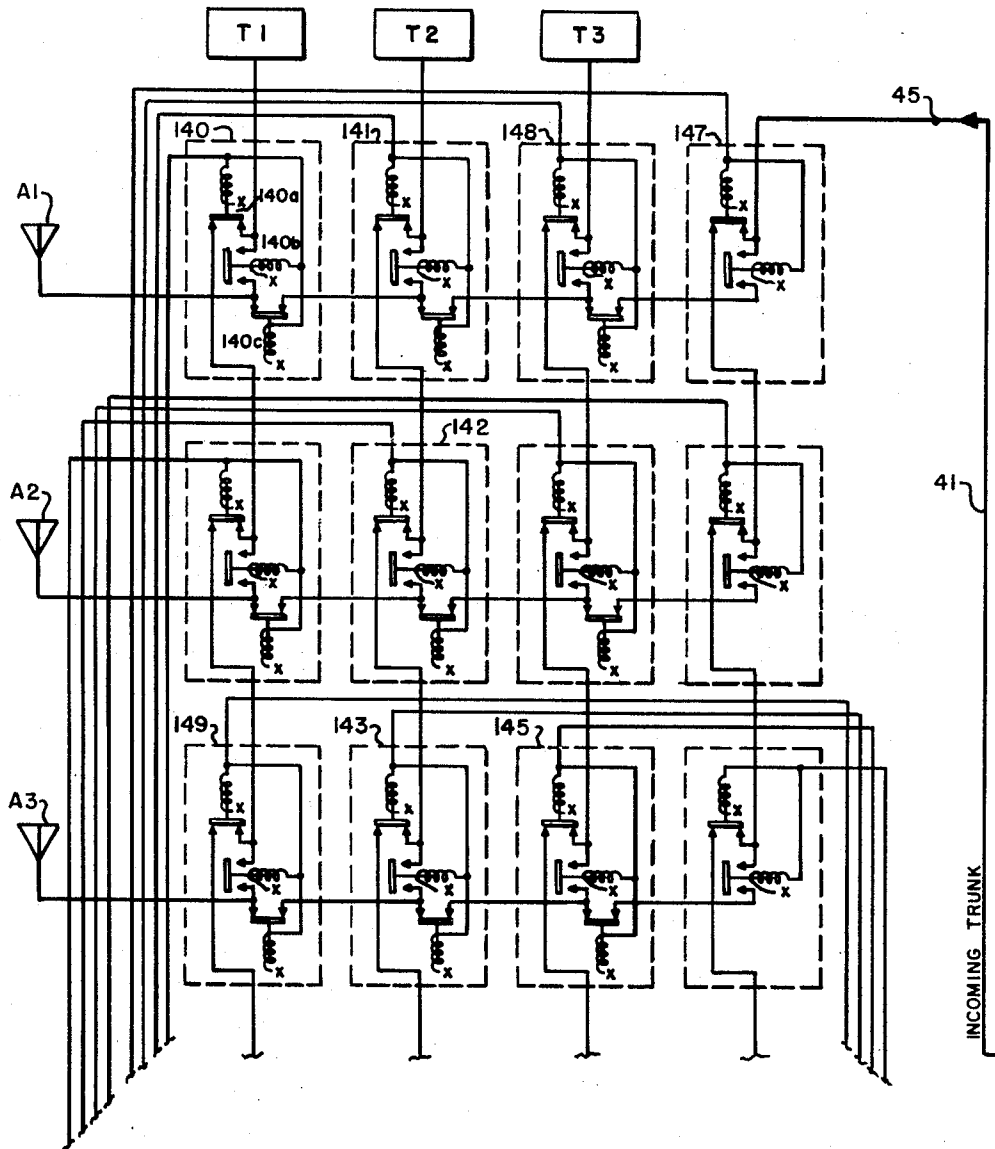 T1 T2 T3
45
140 141 148 147
A1
X 140a X X X
140b
X X X X
140c X X X
142
A2
X X X X
X X X X
X X X
41
149 143 145
A3
X X X X
X X X X
X X X
INCOMING TRUNK